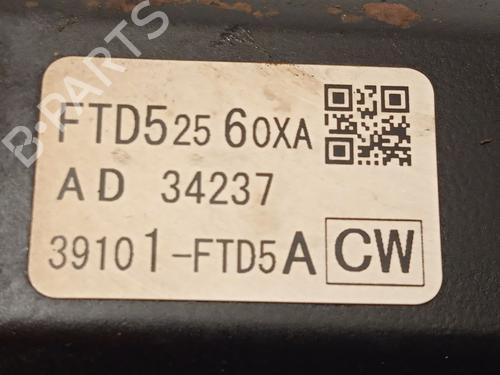 B-PARTS
FTD525 60XA
AD 34237
39101-FTD5A CW